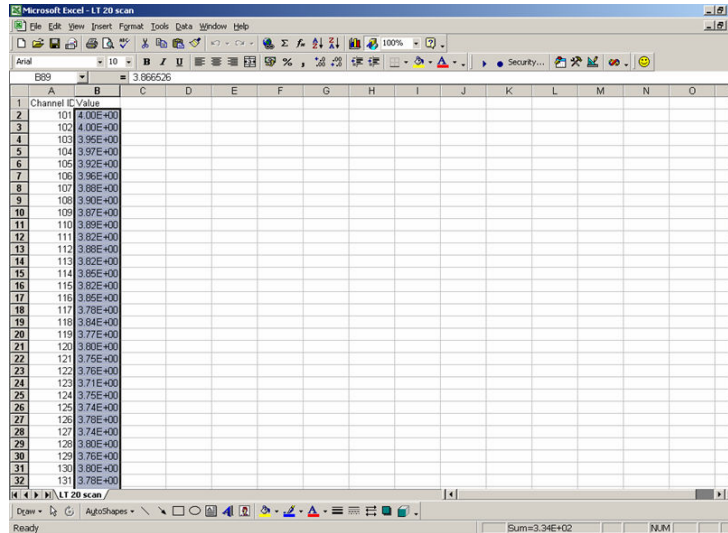 Microsoft Excel - LT 20 scan
File Edit View Insert Format Tools Data Window Help
100%
Arial 10 B I U % , Security...
B89 = 3.866526
A B C D E F G H I J K L M N O
1 Channel ID Value
2 101 4.00E+00
3 102 4.00E+00
4 103 3.95E+00
5 104 3.97E+00
6 105 3.92E+00
7 106 3.96E+00
8 107 3.88E+00
9 108 3.90E+00
10 109 3.87E+00
11 110 3.89E+00
12 111 3.82E+00
13 112 3.88E+00
14 113 3.82E+00
15 114 3.85E+00
16 115 3.82E+00
17 116 3.85E+00
18 117 3.78E+00
19 118 3.84E+00
20 119 3.77E+00
21 120 3.80E+00
22 121 3.75E+00
23 122 3.76E+00
24 123 3.71E+00
25 124 3.75E+00
26 125 3.74E+00
27 126 3.78E+00
28 127 3.74E+00
29 128 3.80E+00
30 129 3.76E+00
31 130 3.80E+00
32 131 3.78E+00
LT 20 scan
Draw AutoShapes
Ready Sum=3.34E+02 NUM